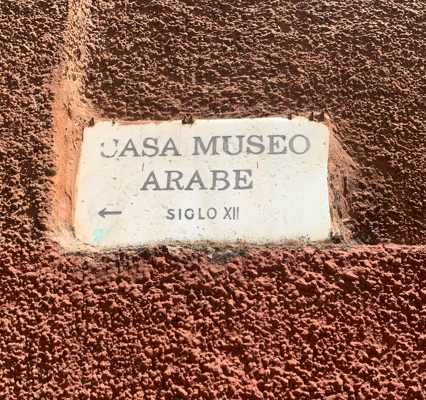 CASA MUSEO
ARABE
← SIGLO XII